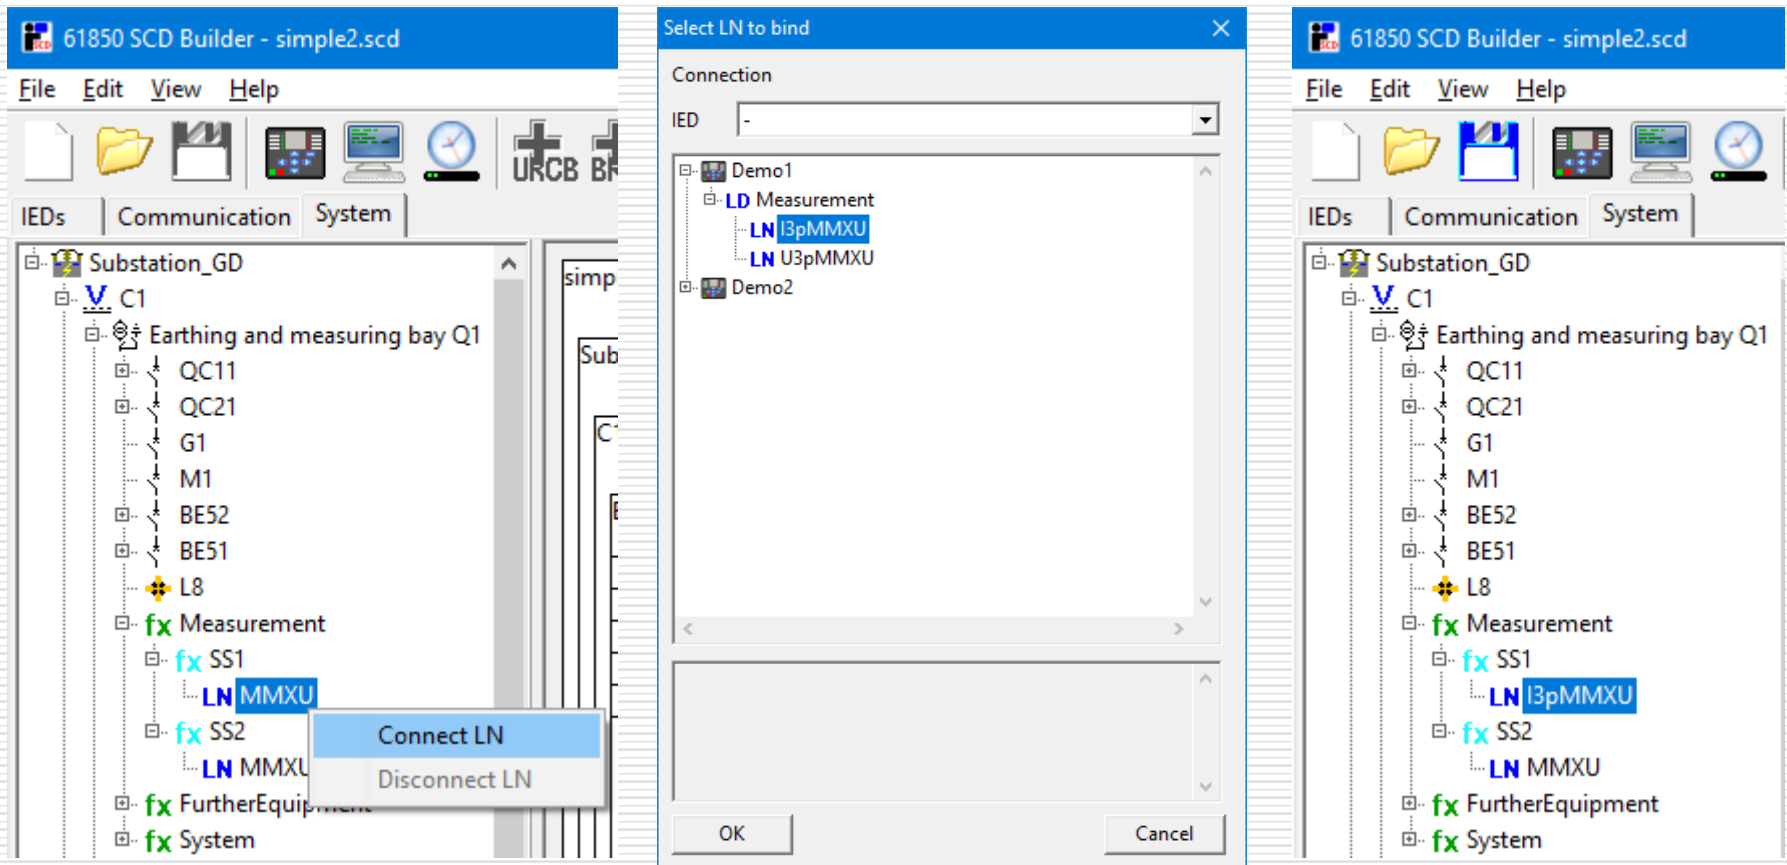 61850 SCD Builder - simple2.scd
File Edit View Help
URCB
IEDs Communication System
Substation_GD
C1
Earthing and measuring bay Q1
QC11
QC21
G1
M1
BE52
BE51
L8
fx Measurement
fx SS1
LN MMXU
fx SS2
LN MMXU
fx FurtherEquipment
fx System
Connect LN
Disconnect LN
Select LN to bind
Connection
IED -
Demo1
LD Measurement
LN I3pMMXU
LN U3pMMXU
Demo2
OK Cancel
61850 SCD Builder - simple2.scd
File Edit View Help
IEDs Communication System
Substation_GD
C1
Earthing and measuring bay Q1
QC11
QC21
G1
M1
BE52
BE51
L8
fx Measurement
fx SS1
LN I3pMMXU
fx SS2
LN MMXU
fx FurtherEquipment
fx System